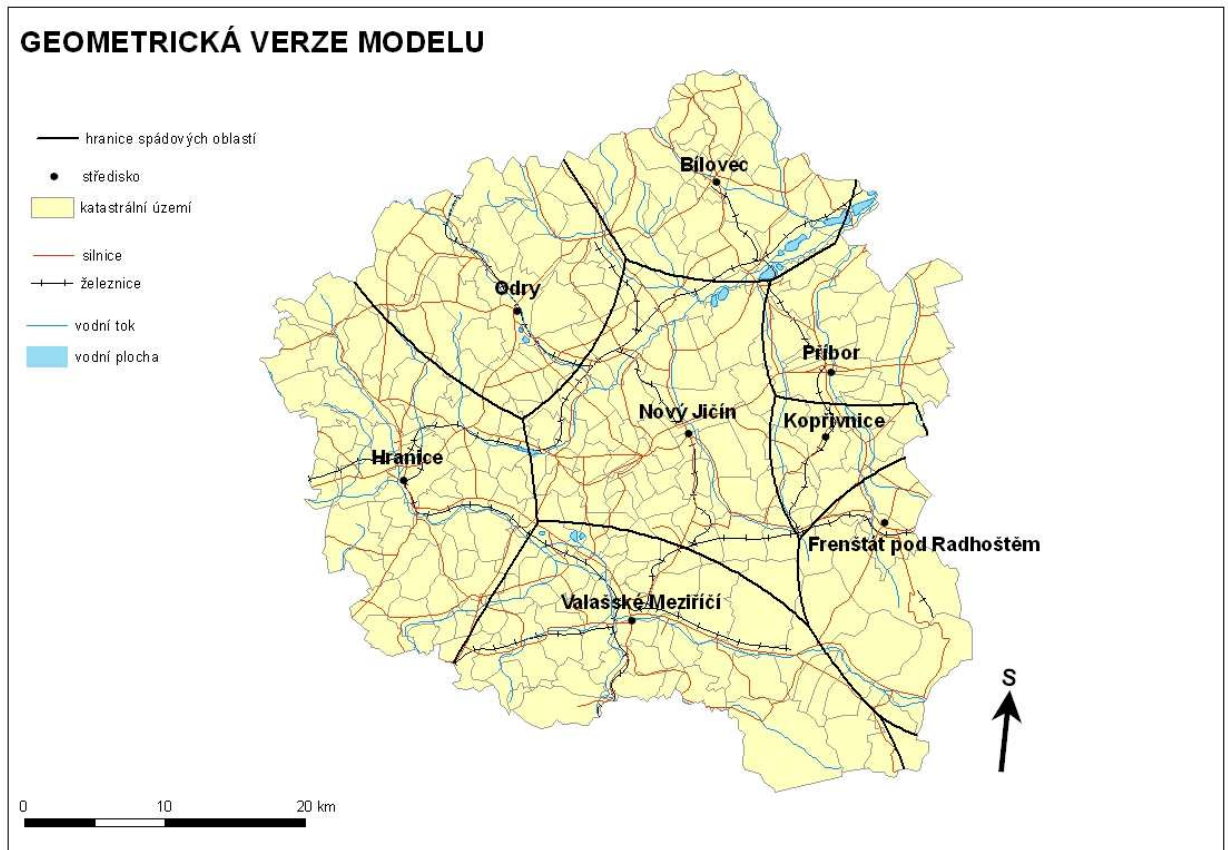 GEOMETRICKÁ VERZE MODELU
hranice spádových oblastí
středisko
katastrální území
silnice
železnice
vodní tok
vodní plocha
Bílovec
Odry
Příbor
Nový Jičín
Kopřivnice
Hranice
Frenštát pod Radhoštěm
Valašské Meziříčí
S
0 10 20 km